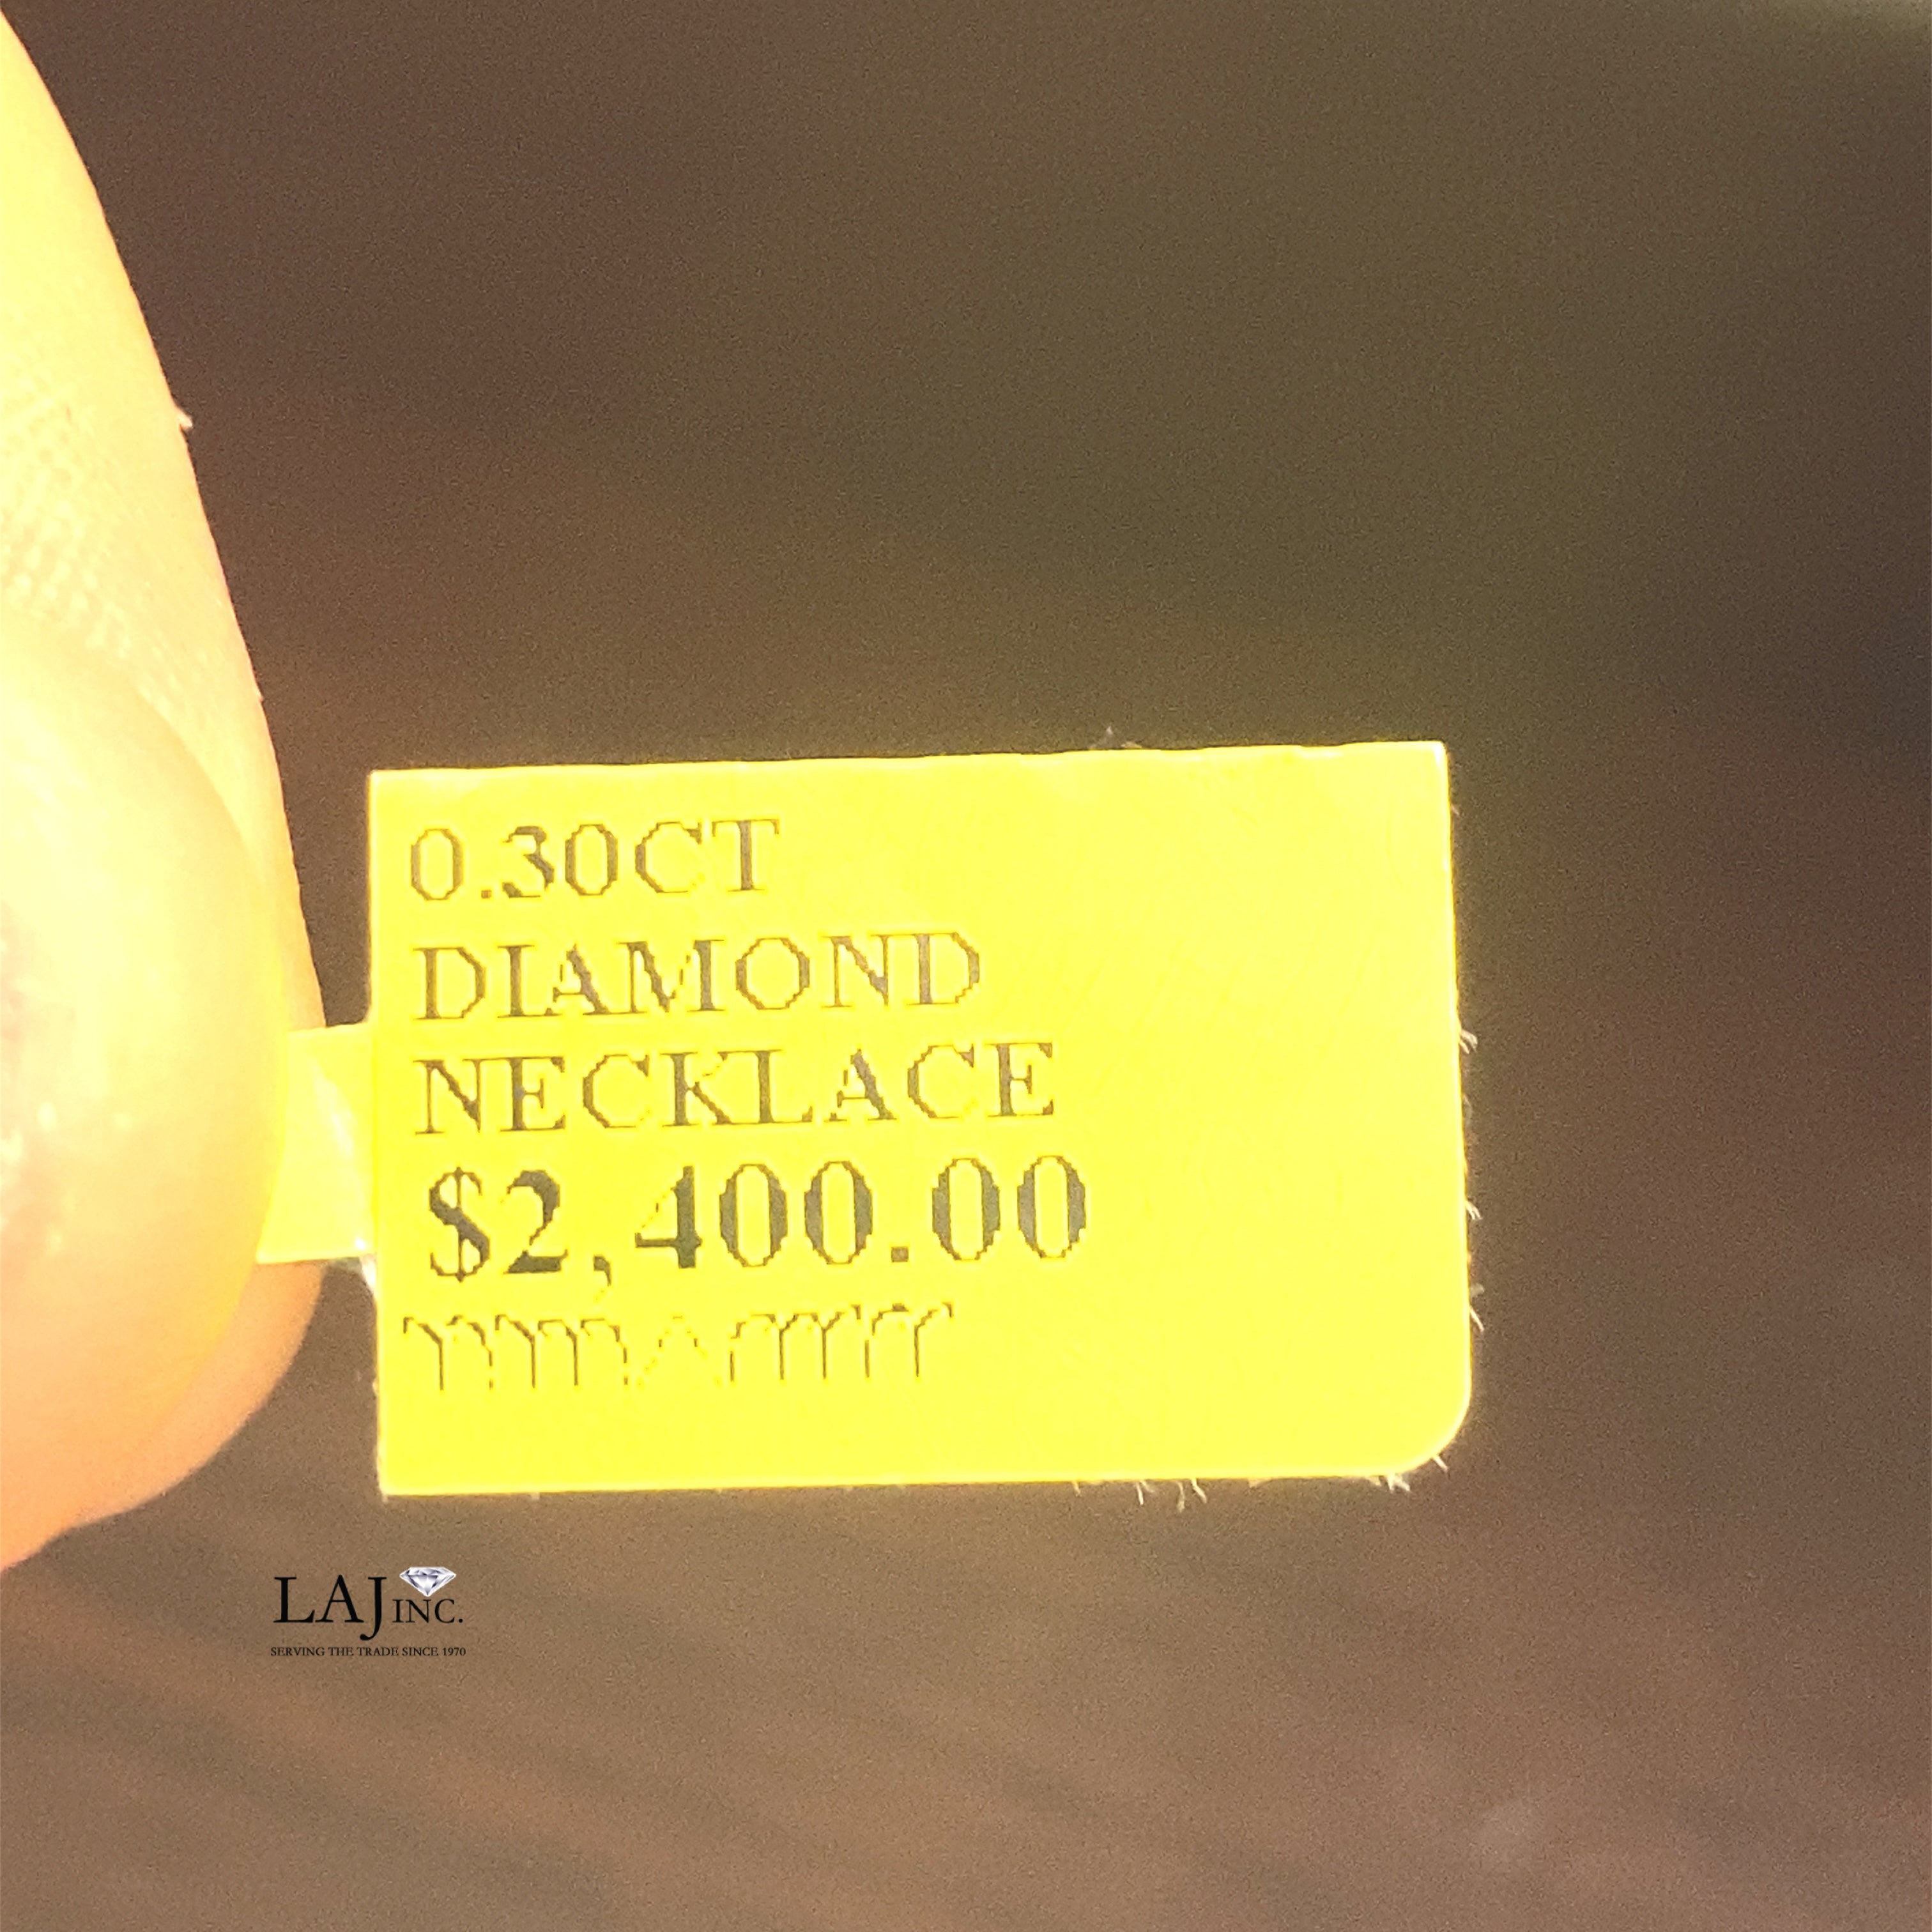 0.30CT
DIAMOND
NECKLACE
$2,400.00
LAJ INC.
SERVING THE TRADE SINCE 1970